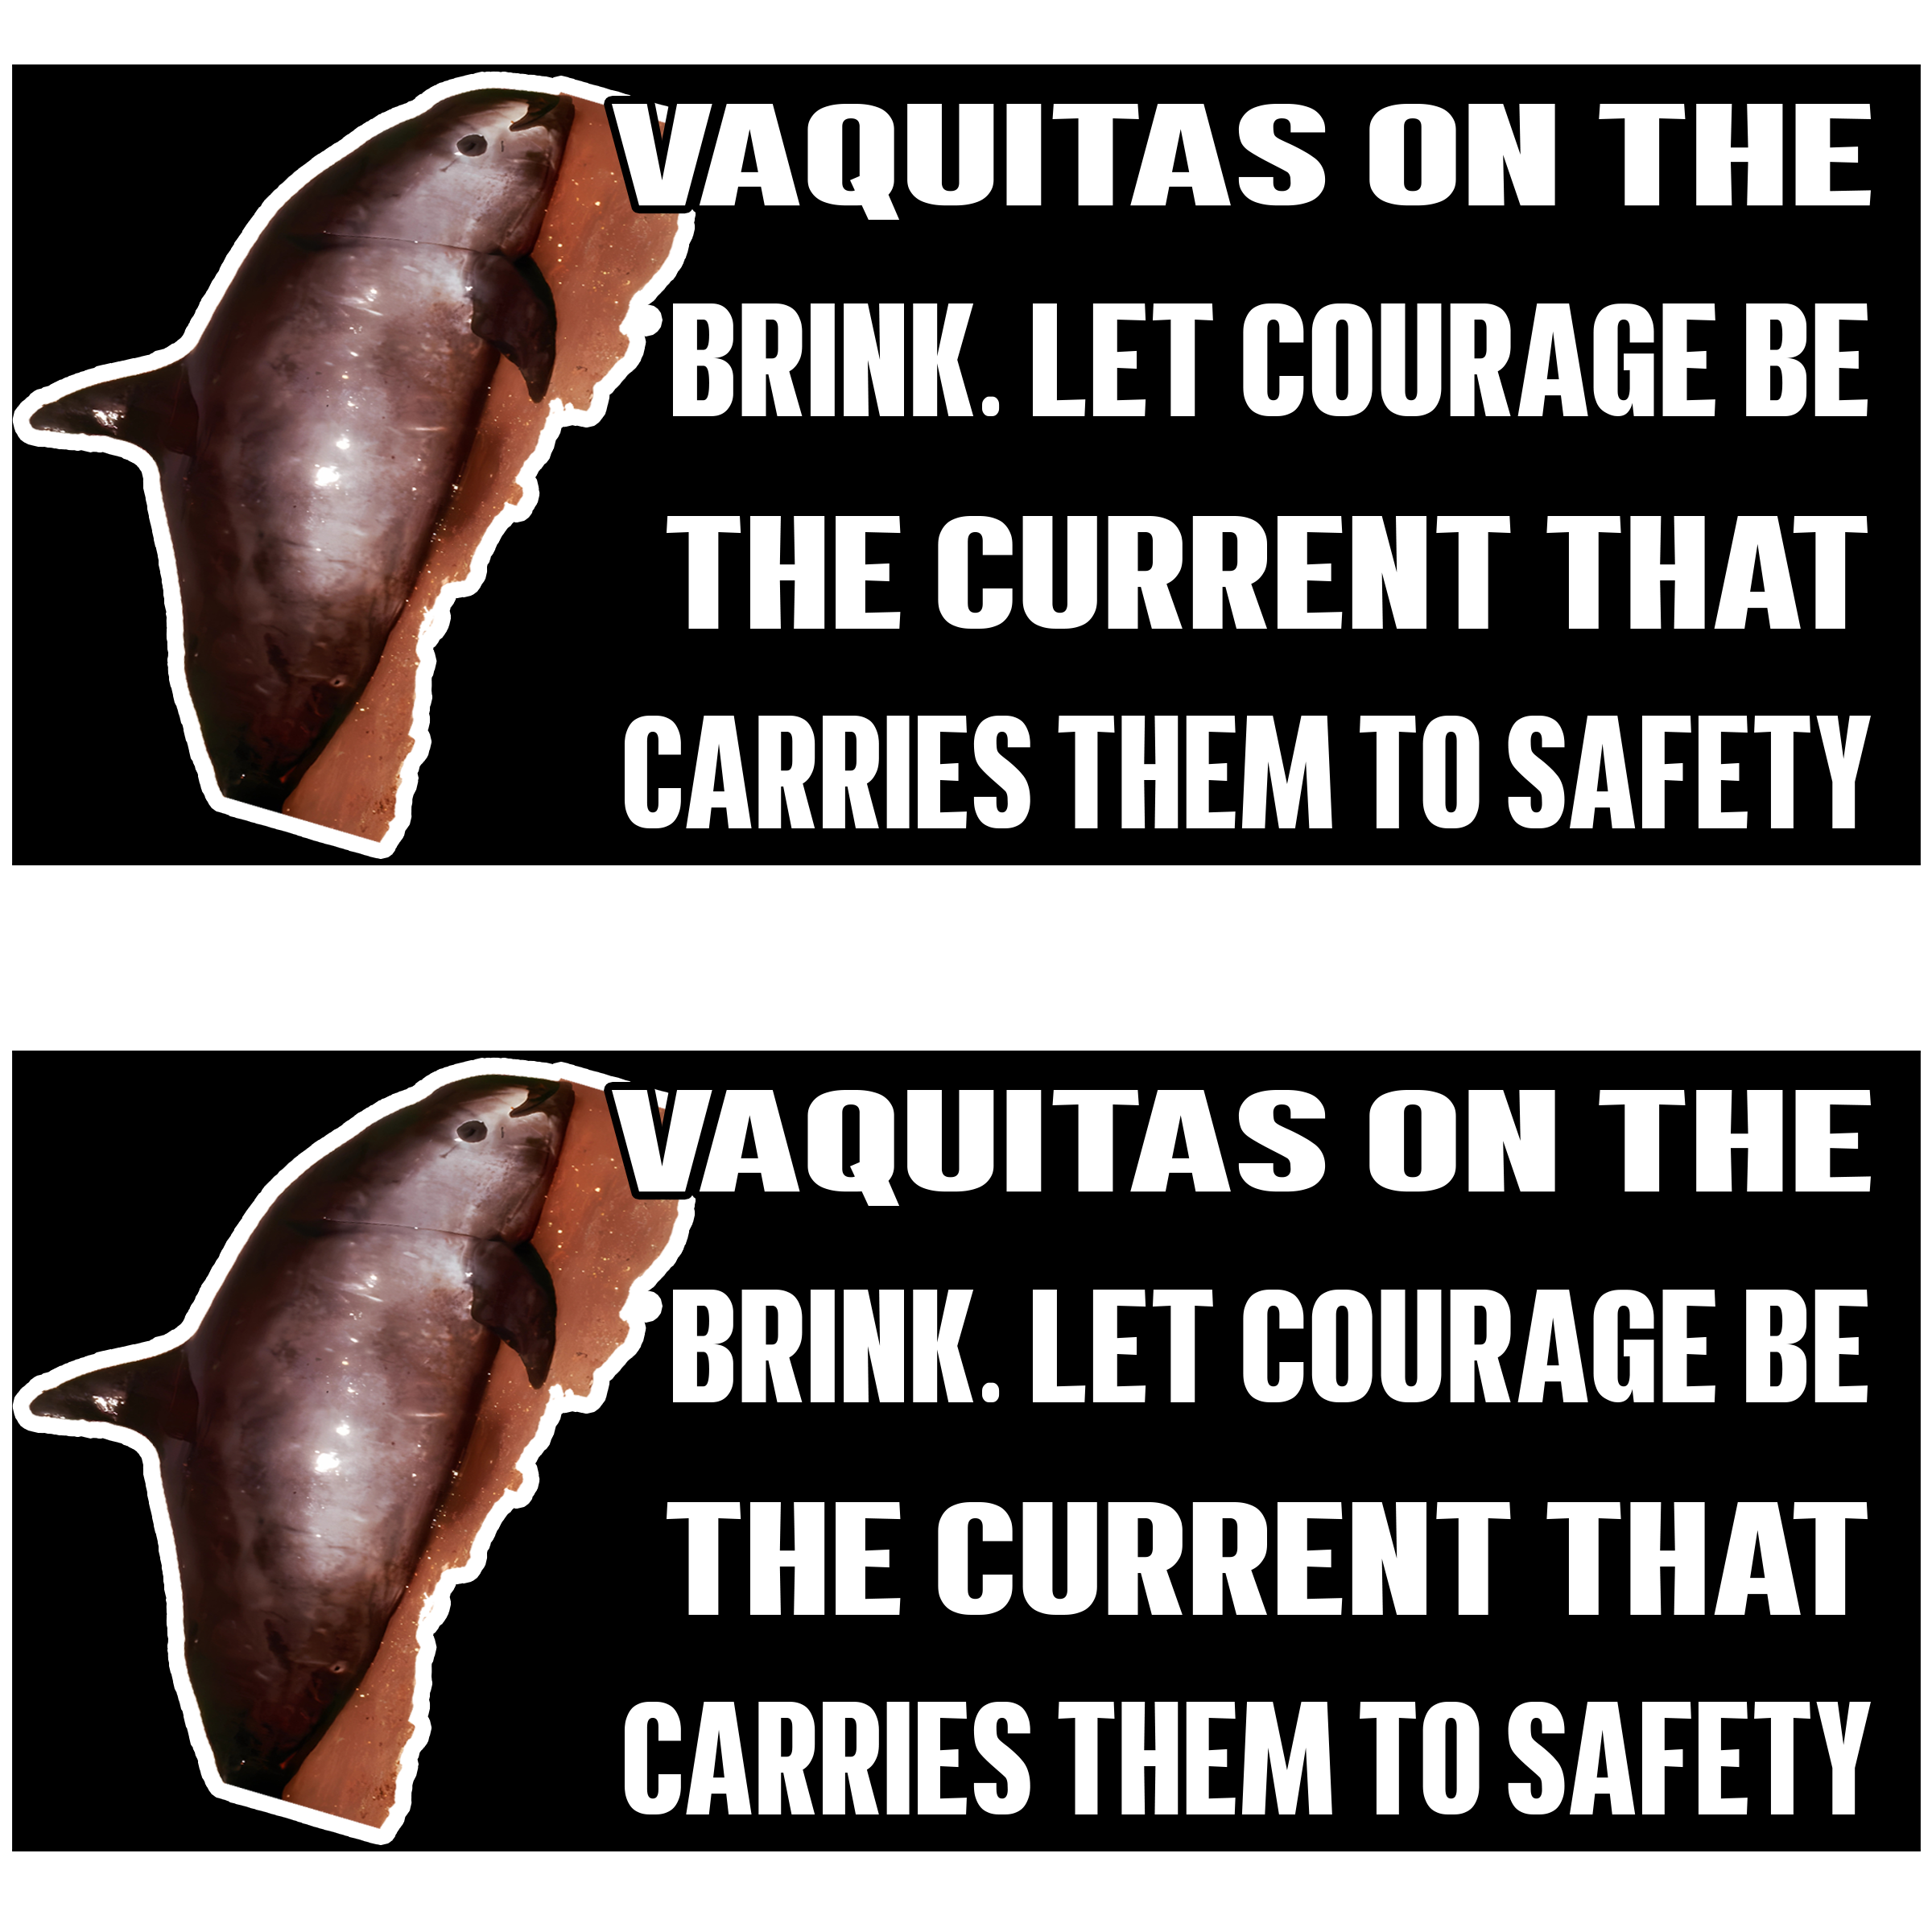 VAQUITAS ON THE
BRINK. LET COURAGE BE
THE CURRENT THAT
CARRIES THEM TO SAFETY
VAQUITAS ON THE
BRINK. LET COURAGE BE
THE CURRENT THAT
CARRIES THEM TO SAFETY